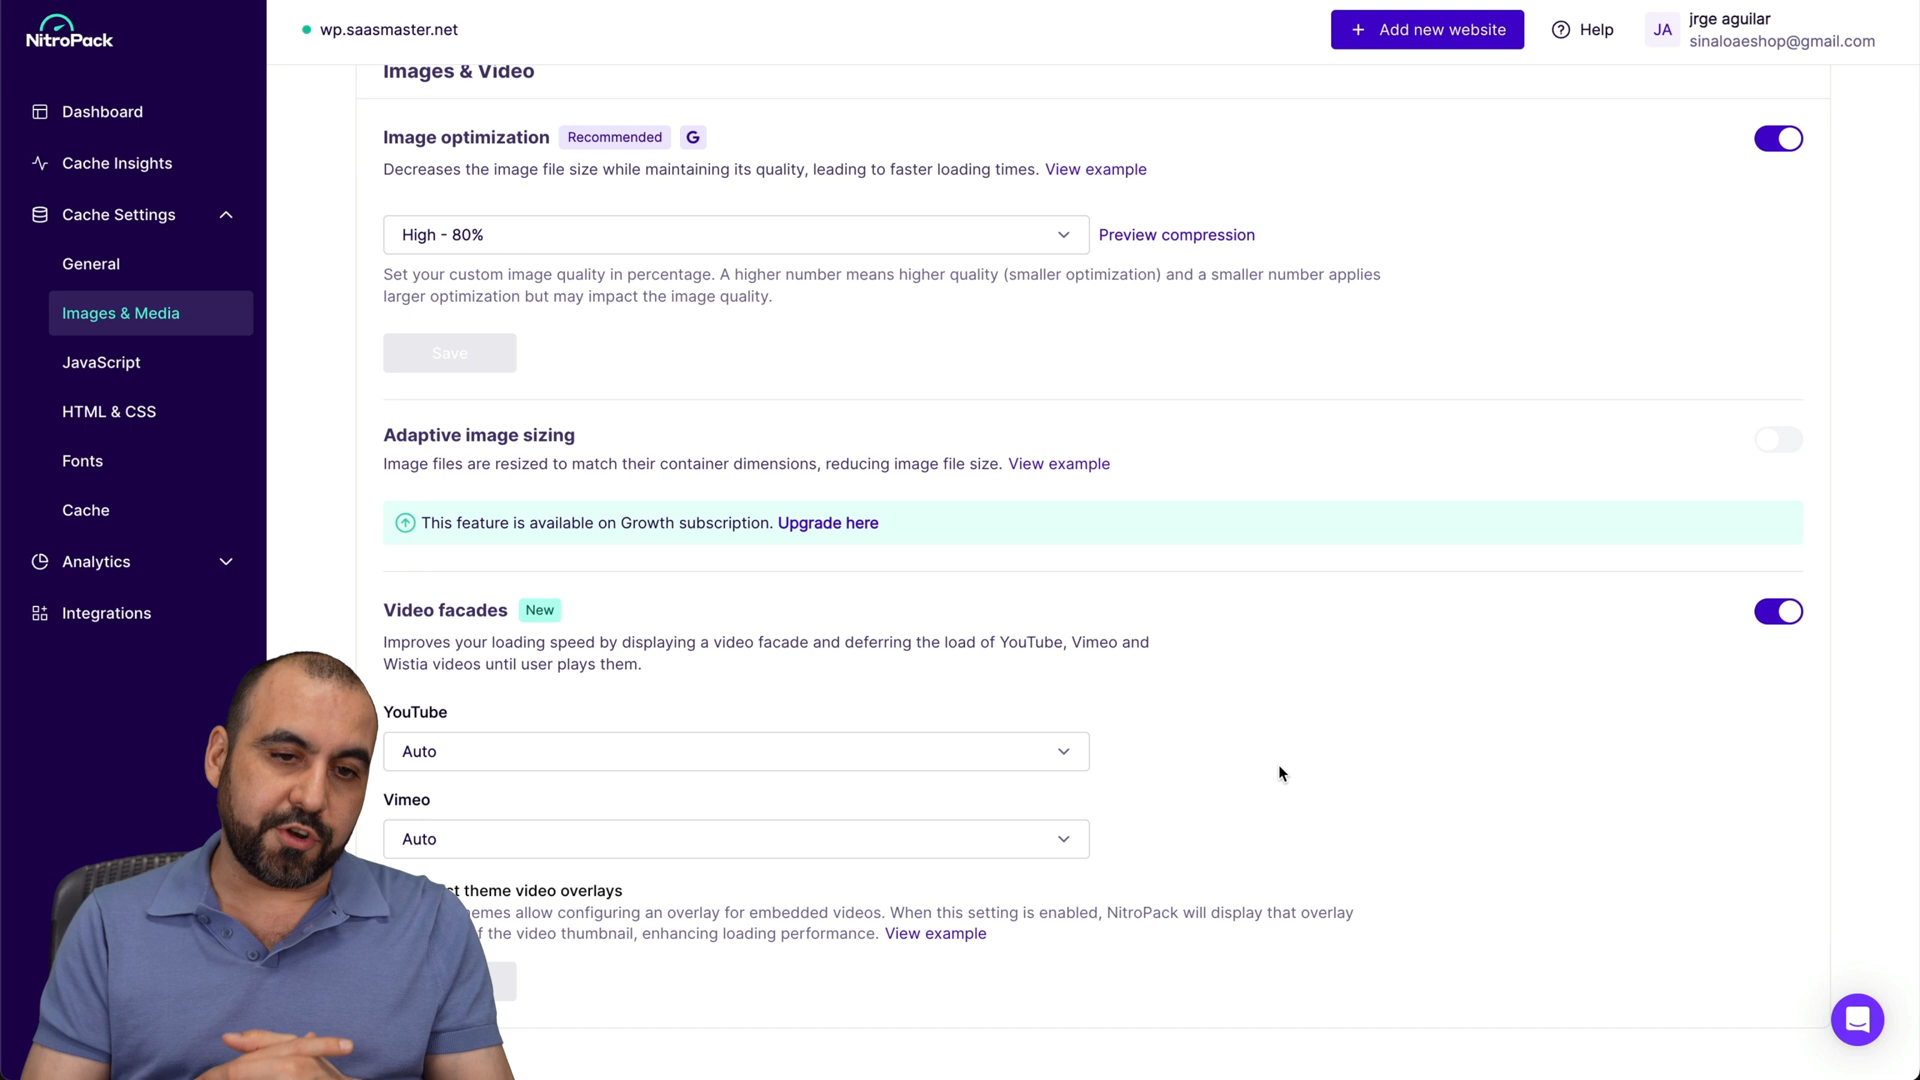 NitroPack
wp.saasmaster.net
+ Add new website
Help
JA
jrge aguilar
sinaloaeshop@gmail.com
Dashboard
Cache Insights
Cache Settings
General
Images & Media
JavaScript
HTML & CSS
Fonts
Cache
Analytics
Integrations
Images & Video
Image optimization Recommended G
Decreases the image file size while maintaining its quality, leading to faster loading times. View example
High - 80%
Preview compression
Set your custom image quality in percentage. A higher number means higher quality (smaller optimization) and a smaller number applies
larger optimization but may impact the image quality.
Save
Adaptive image sizing
Image files are resized to match their container dimensions, reducing image file size. View example
This feature is available on Growth subscription. Upgrade here
Video facades New
Improves your loading speed by displaying a video facade and deferring the load of YouTube, Vimeo and
Wistia videos until user plays them.
YouTube
Auto
Vimeo
Auto
theme video overlays
allow configuring an overlay for embedded videos. When this setting is enabled, NitroPack will display that overlay
the video thumbnail, enhancing loading performance. View example